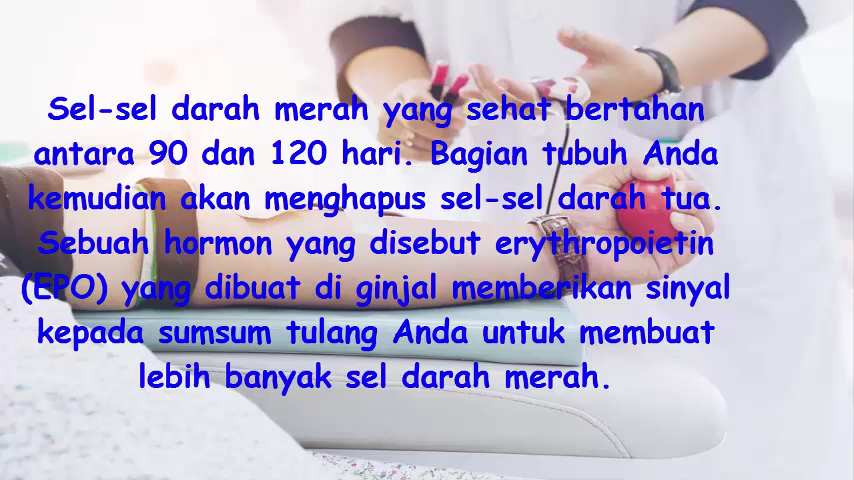 Sel-sel darah merah yang sehat bertahan
antara 90 dan 120 hari. Bagian tubuh Anda
kemudian akan menghapus sel-sel darah tua.
Sebuah hormon yang disebut erythropoietin
(EPO) yang dibuat di ginjal memberikan sinyal
kepada sumsum tulang Anda untuk membuat
lebih banyak sel darah merah.